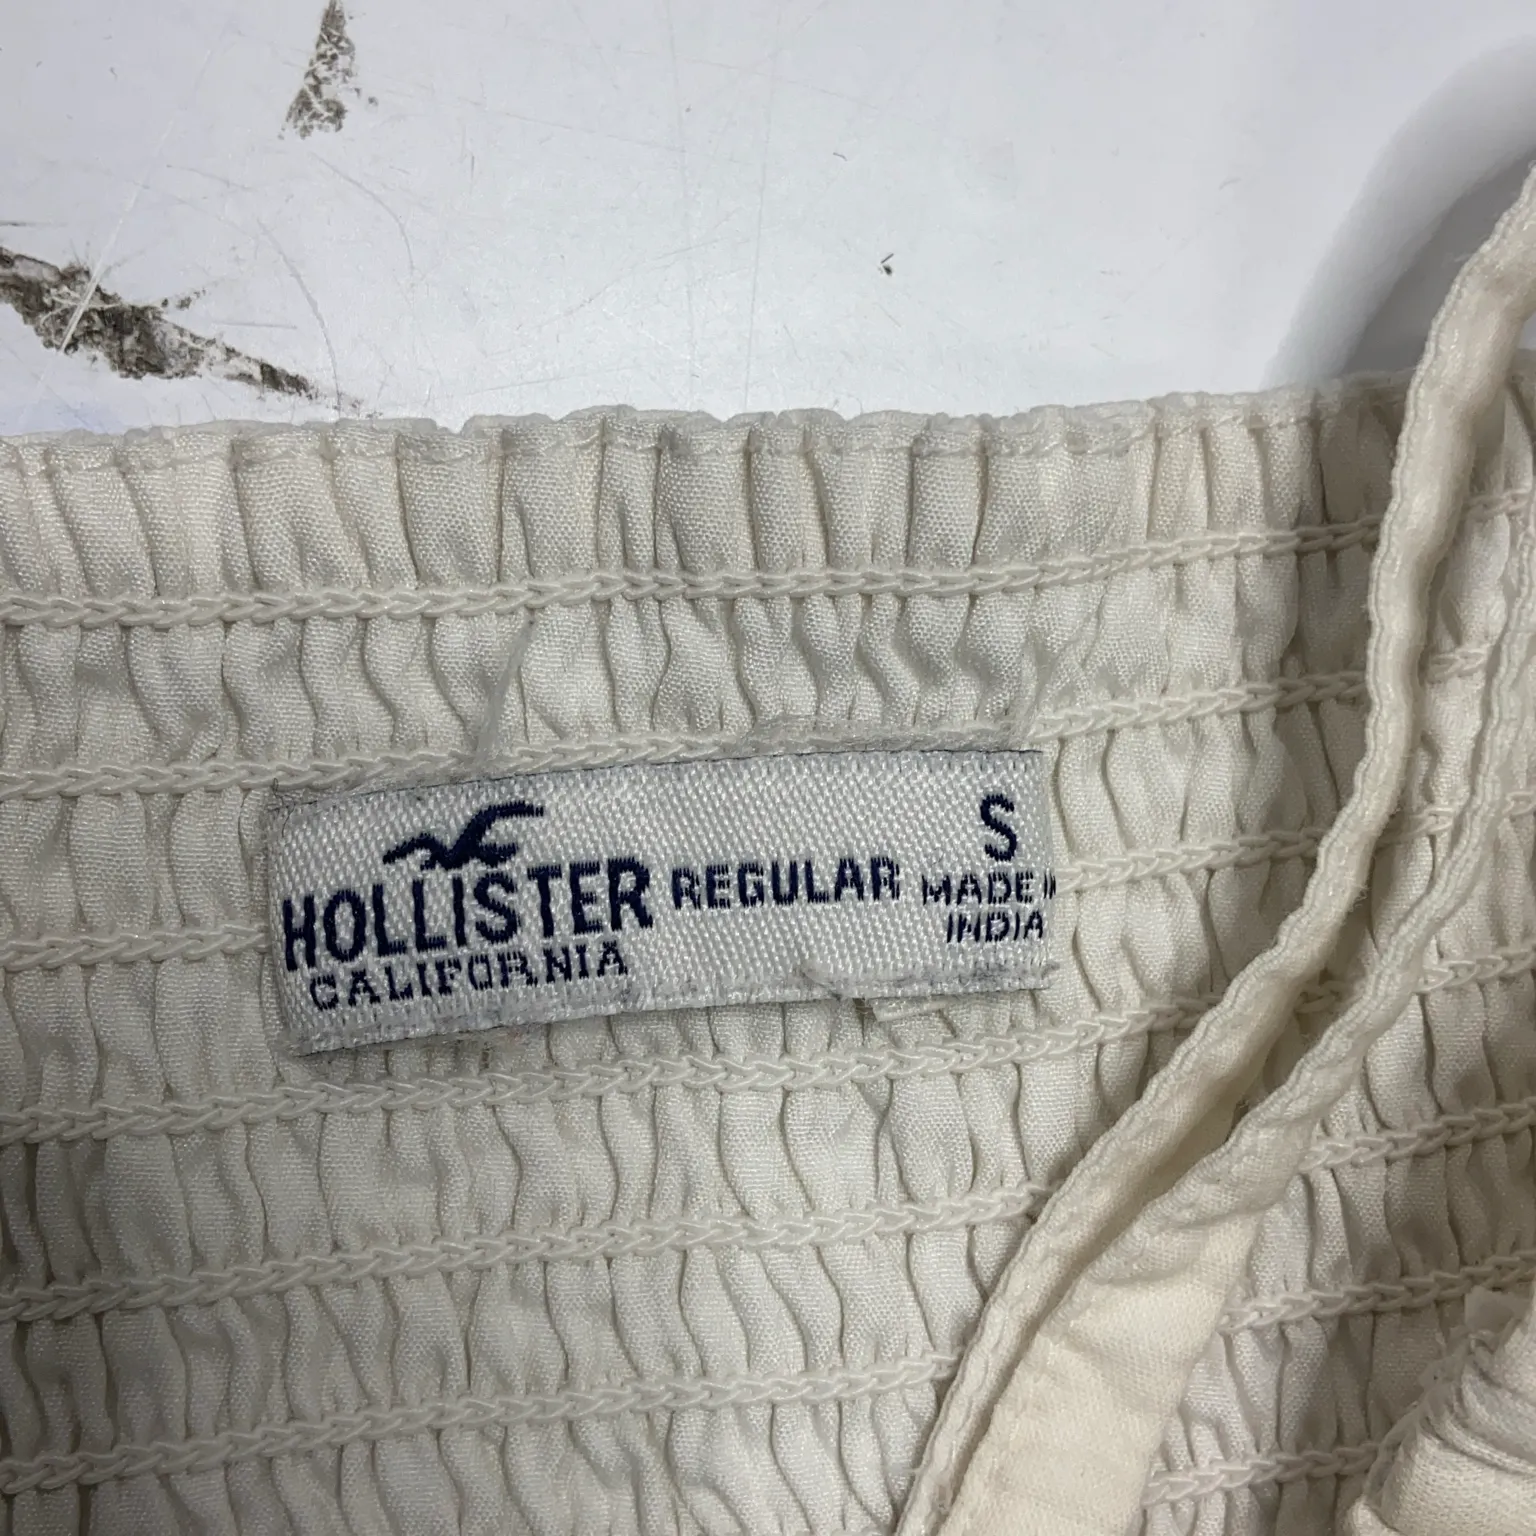 HOLLISTER
CALIFORNIA
REGULAR
S
MADE IN
INDIA